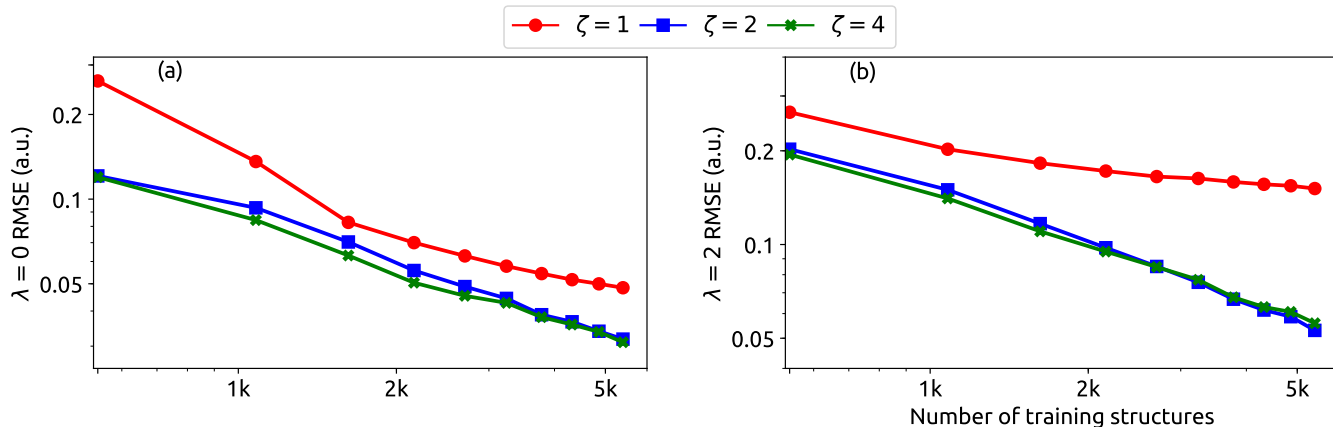 ζ = 1 ζ = 2 ζ = 4
(a)
λ = 0 RMSE (a.u.)
0.2
0.1
0.05
1k 2k 5k
(b)
λ = 2 RMSE (a.u.)
0.2
0.1
0.05
1k 2k 5k
Number of training structures